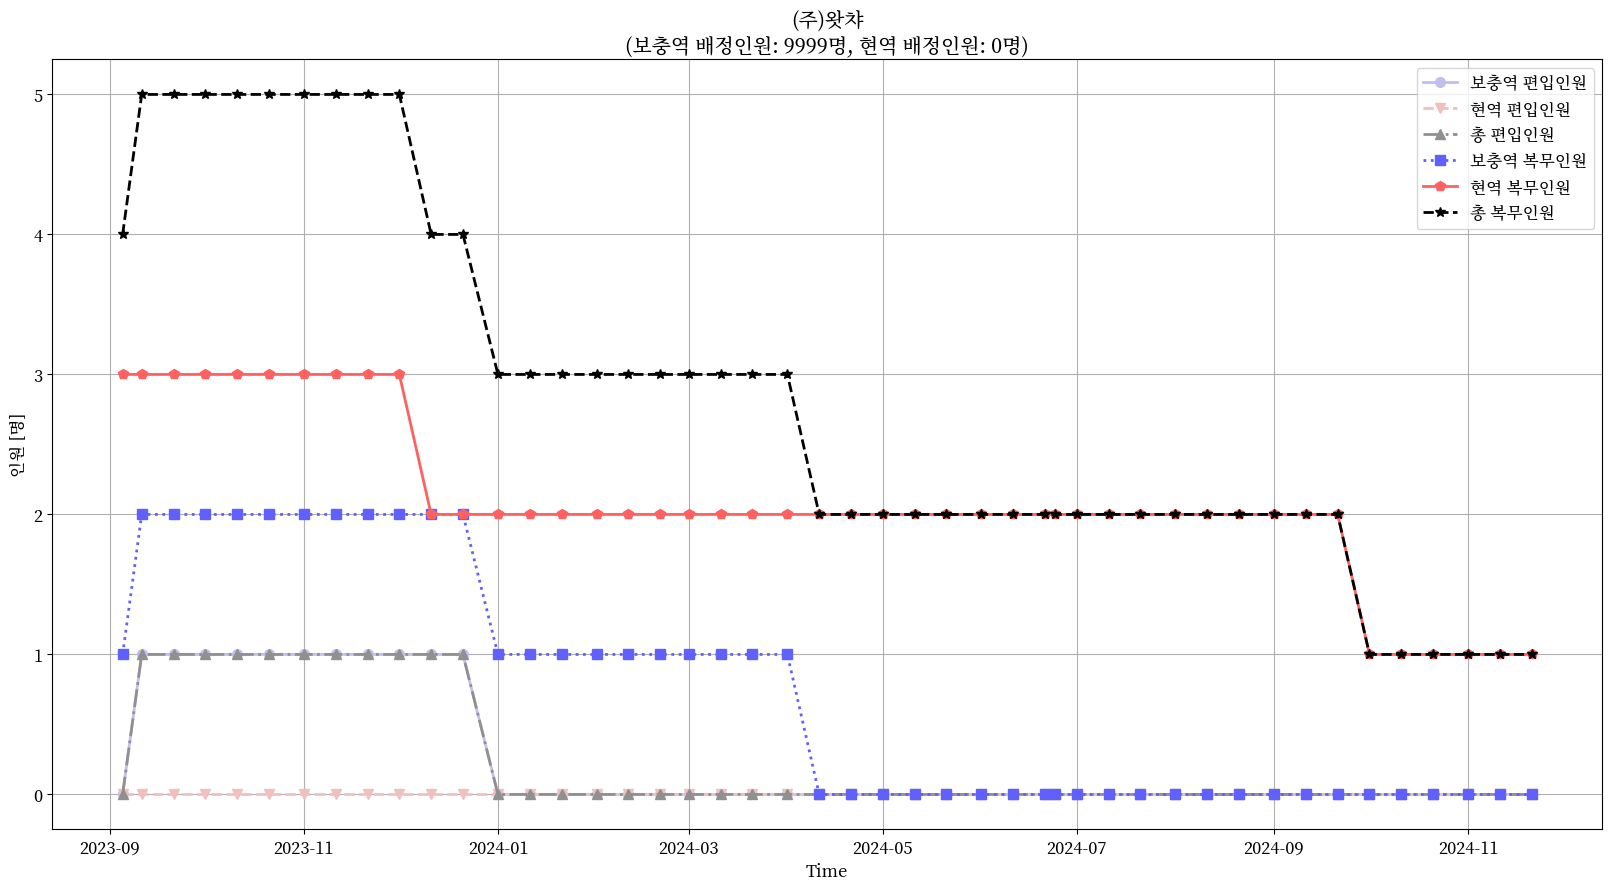 (주)왓챠
(보충역 배정인원: 9999명, 현역 배정인원: 0명)
보충역 편입인원
현역 편입인원
총 편입인원
보충역 복무인원
현역 복무인원
총 복무인원
인원 [명]
5
4
3
2
1
0
2023-09
2023-11
2024-01
2024-03
2024-05
2024-07
2024-09
2024-11
Time